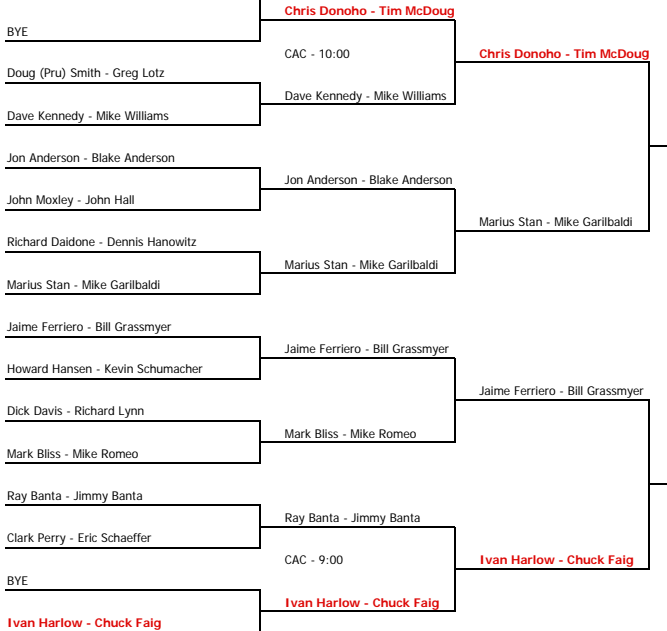 Chris Donoho - Tim McDoug
BYE
CAC - 10:00
Chris Donoho - Tim McDoug
Doug (Pru) Smith - Greg Lotz
Dave Kennedy - Mike Williams
Dave Kennedy - Mike Williams
Jon Anderson - Blake Anderson
Jon Anderson - Blake Anderson
John Moxley - John Hall
Marius Stan - Mike Garilbaldi
Richard Daidone - Dennis Hanowitz
Marius Stan - Mike Garilbaldi
Marius Stan - Mike Garilbaldi
Jaime Ferriero - Bill Grassmyer
Jaime Ferriero - Bill Grassmyer
Howard Hansen - Kevin Schumacher
Jaime Ferriero - Bill Grassmyer
Dick Davis - Richard Lynn
Mark Bliss - Mike Romeo
Mark Bliss - Mike Romeo
Ray Banta - Jimmy Banta
Ray Banta - Jimmy Banta
Clark Perry - Eric Schaeffer
CAC - 9:00
Ivan Harlow - Chuck Faig
BYE
Ivan Harlow - Chuck Faig
Ivan Harlow - Chuck Faig